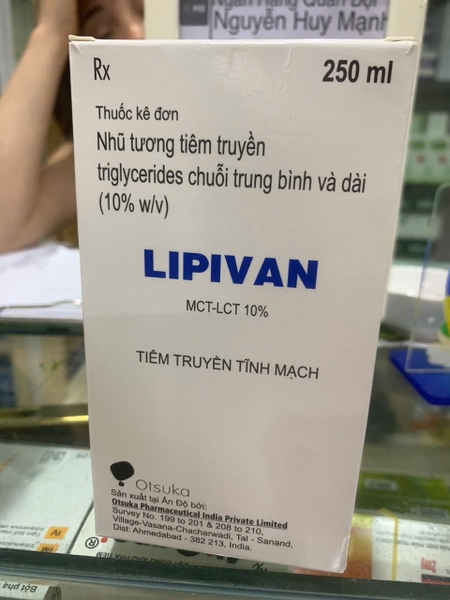 Ngân Hàng Quân Đội
Nguyễn Huy Mạnh
Rx
250 ml
Thuốc kê đơn
Nhũ tương tiêm truyền
triglycerides chuỗi trung bình và dài
(10% w/v)
LIPIVAN
MCT-LCT 10%
TIÊM TRUYỀN TĨNH MẠCH
Otsuka
Sản xuất tại Ấn Độ bởi:
Otsuka Pharmaceutical India Private Limited
Survey No. 199 to 201 & 208 to 210,
Village-Vasana-Chacharwadi, Tal - Sanand,
Dist: Ahmedabad - 382 213, India.
Bột pha